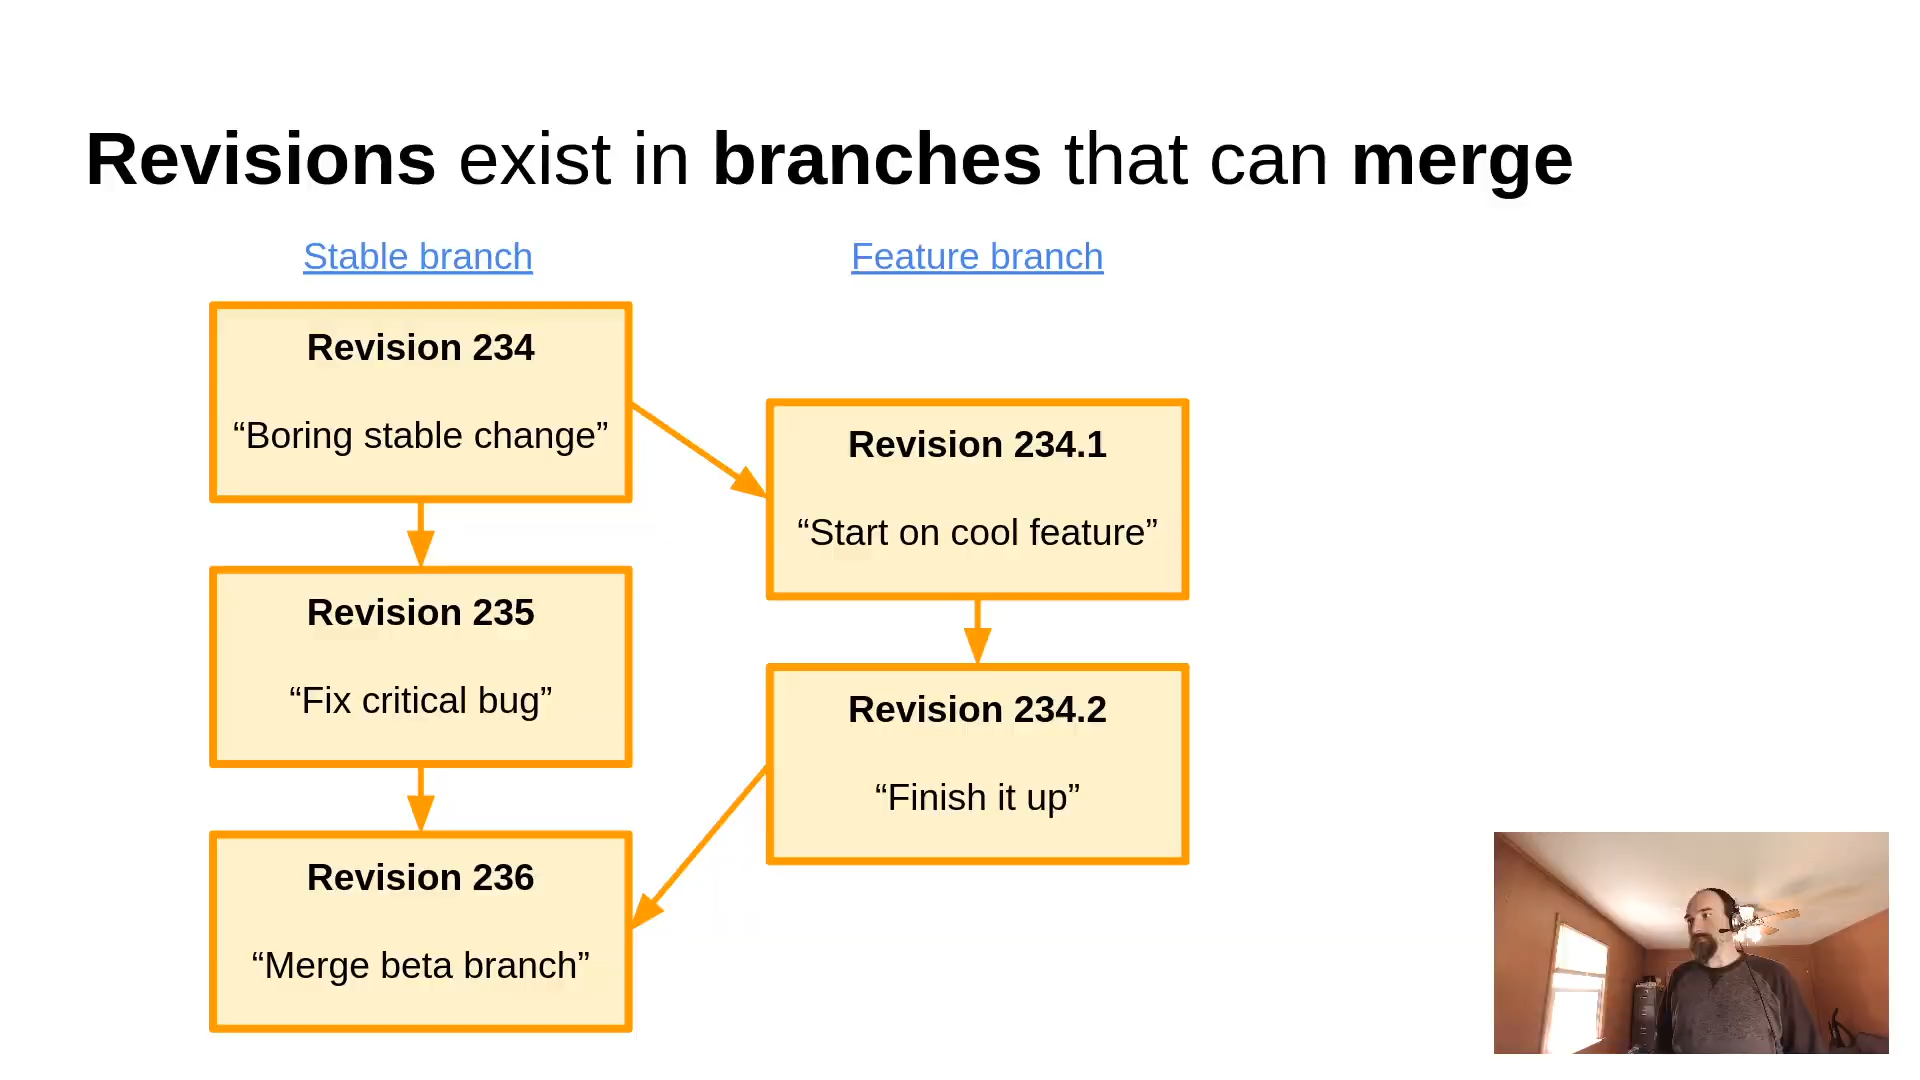 Revisions exist in branches that can merge
Stable branch
Feature branch
Revision 234
“Boring stable change”
Revision 234.1
“Start on cool feature”
Revision 235
“Fix critical bug”
Revision 234.2
“Finish it up”
Revision 236
“Merge beta branch”